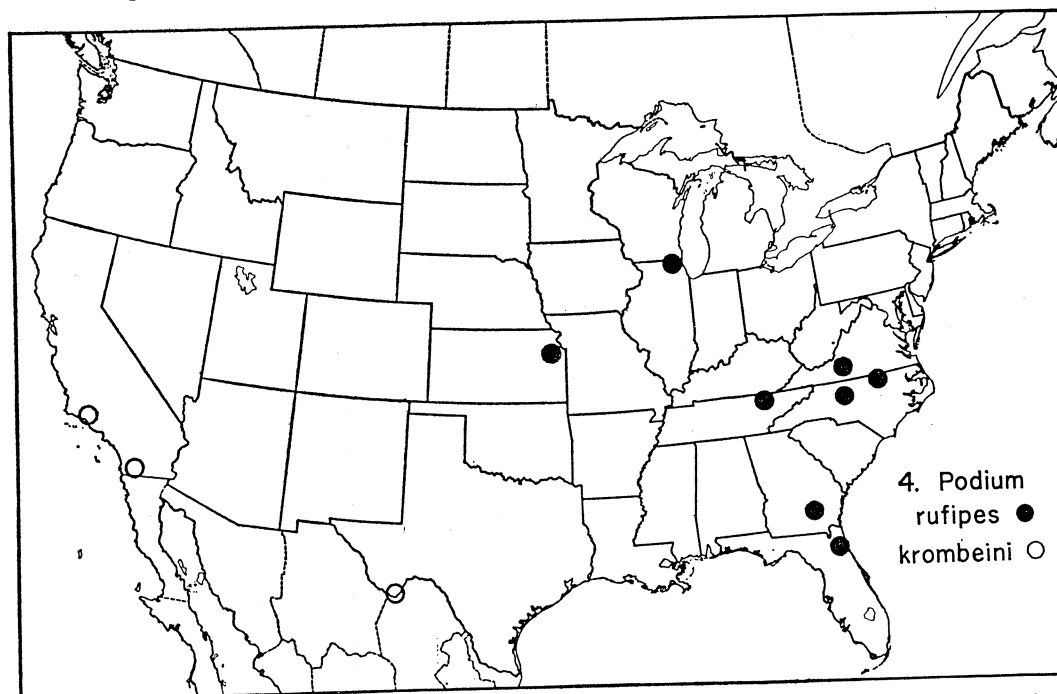 4. Podium
rufipes ●
krombeini ○